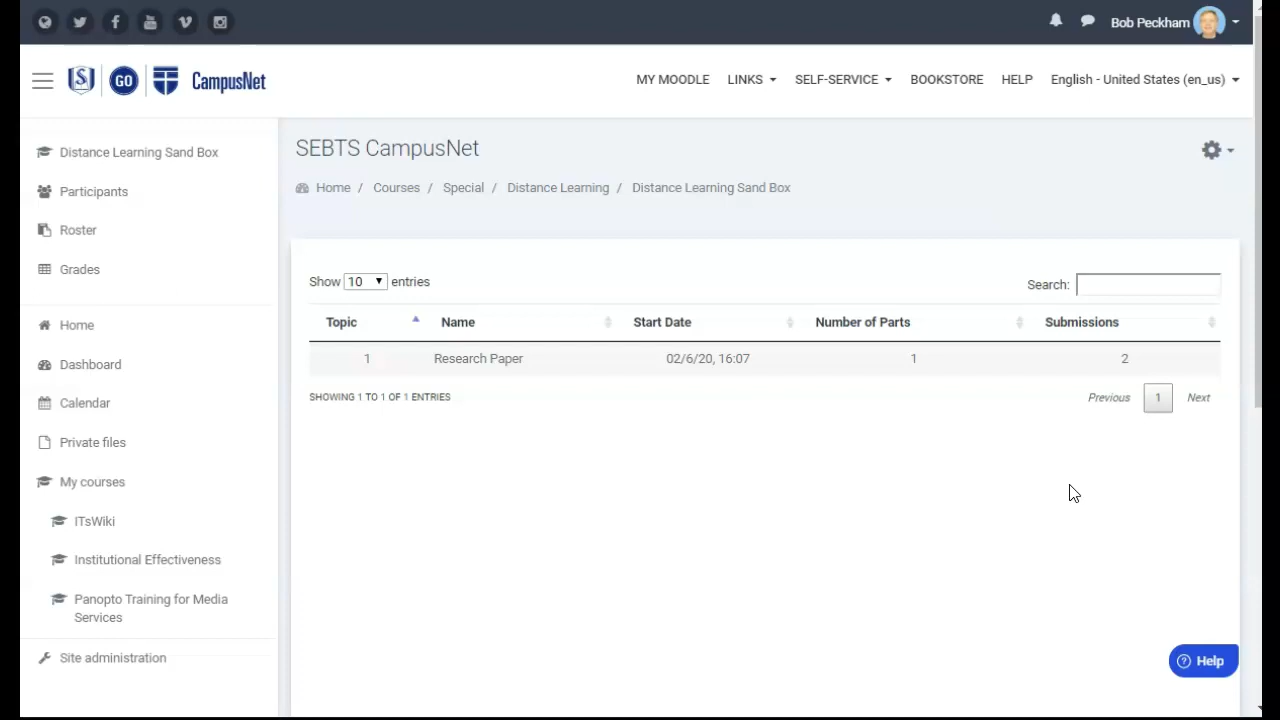 Bob Peckham
S GO CampusNet
MY MOODLE LINKS SELF-SERVICE BOOKSTORE HELP English - United States (en_us)
Distance Learning Sand Box
Participants
Roster
Grades
Home
Dashboard
Calendar
Private files
My courses
ITsWiki
Institutional Effectiveness
Panopto Training for Media
Services
Site administration
SEBTS CampusNet
Home / Courses / Special / Distance Learning / Distance Learning Sand Box
Show 10 entries
Search:
Topic Name Start Date Number of Parts Submissions
1 Research Paper 02/6/20, 16:07 1 2
SHOWING 1 TO 1 OF 1 ENTRIES
Previous 1 Next
Help